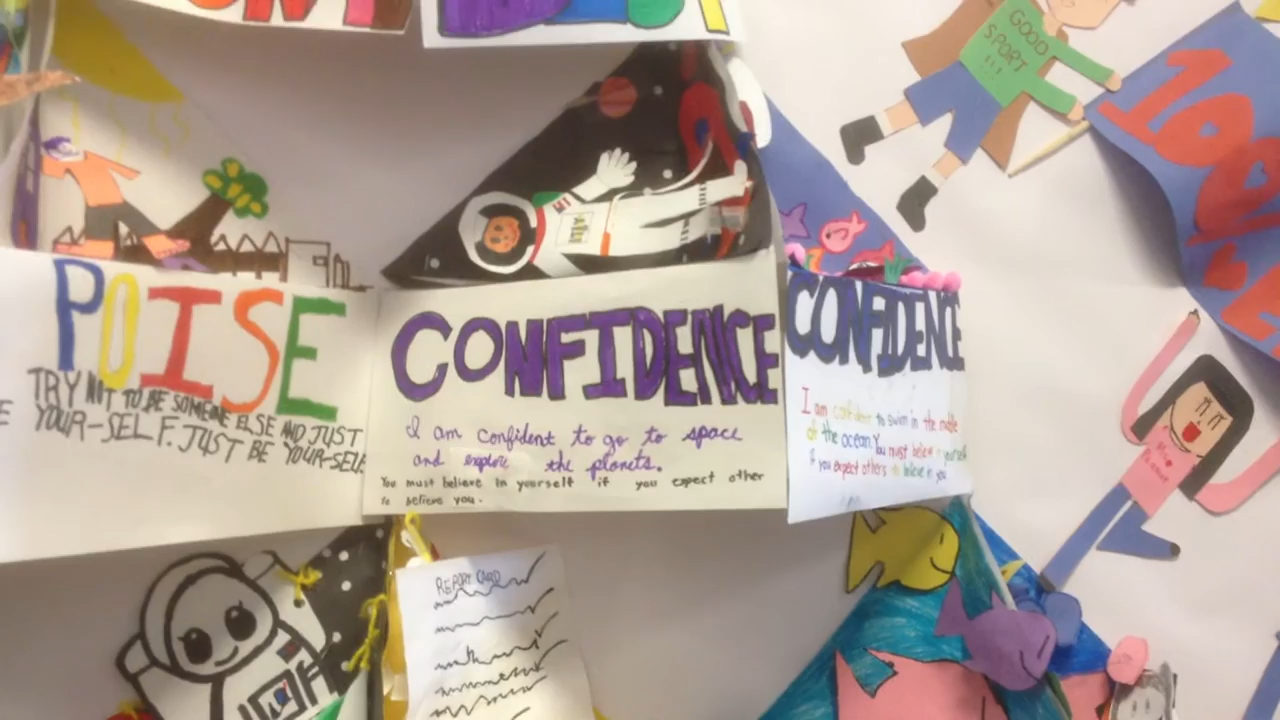 GOOD
SPORT
!!!
POISE
TRY NOT TO BE SOMEONE ELSE AND JUST
YOUR-SELF. JUST BE YOUR-SELF
CONFIDENCE
I am confident to go to space
and explore the planets.
You must believe in yourself if you expect other
to believe you.
CONFIDENCE
I am confident to swim in the middle
of the ocean. You must believe in yourself
if you expect others to believe in you
HI
REPORT CARD